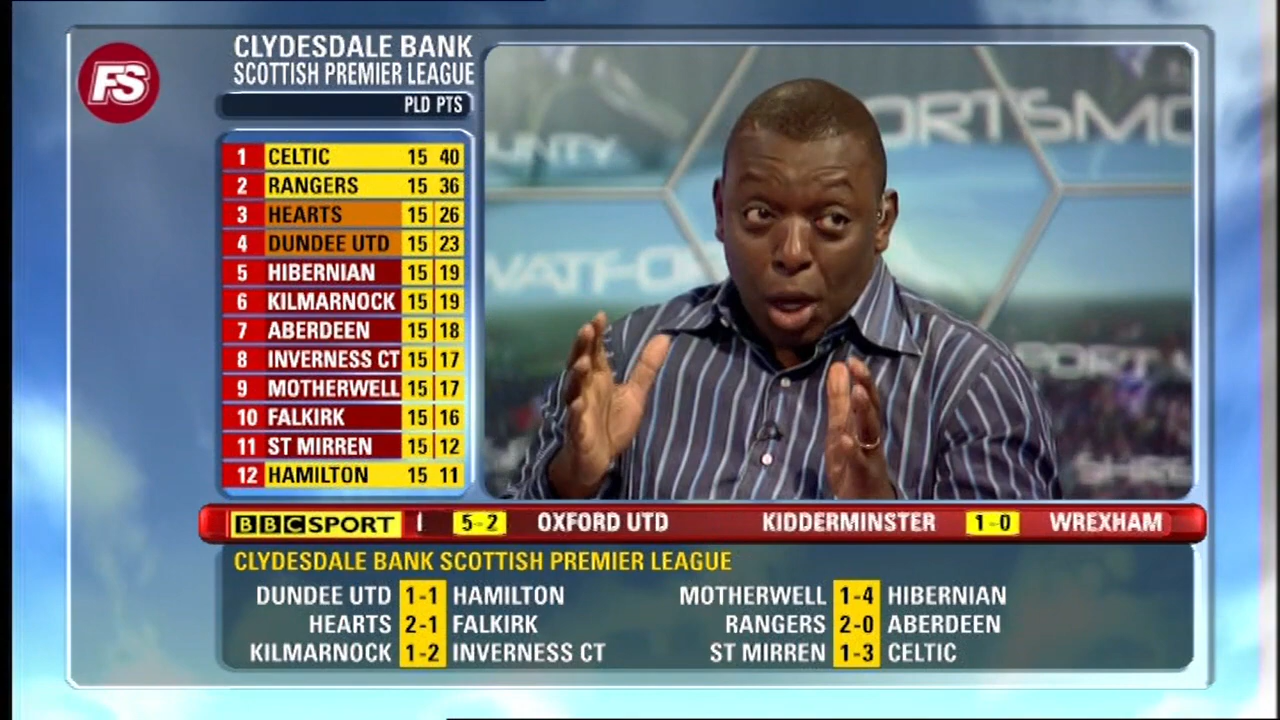 FS
CLYDESDALE BANK
SCOTTISH PREMIER LEAGUE
PLD PTS
1 CELTIC 15 40
2 RANGERS 15 36
3 HEARTS 15 26
4 DUNDEE UTD 15 23
5 HIBERNIAN 15 19
6 KILMARNOCK 15 19
7 ABERDEEN 15 18
8 INVERNESS CT 15 17
9 MOTHERWELL 15 17
10 FALKIRK 15 16
11 ST MIRREN 15 12
12 HAMILTON 15 11
OUNTY
ORTSMO
WATFO
PORT
SHRE
BBC SPORT 5-2 OXFORD UTD KIDDERMINSTER 1-0 WREXHAM
CLYDESDALE BANK SCOTTISH PREMIER LEAGUE
DUNDEE UTD 1-1 HAMILTON MOTHERWELL 1-4 HIBERNIAN
HEARTS 2-1 FALKIRK RANGERS 2-0 ABERDEEN
KILMARNOCK 1-2 INVERNESS CT ST MIRREN 1-3 CELTIC